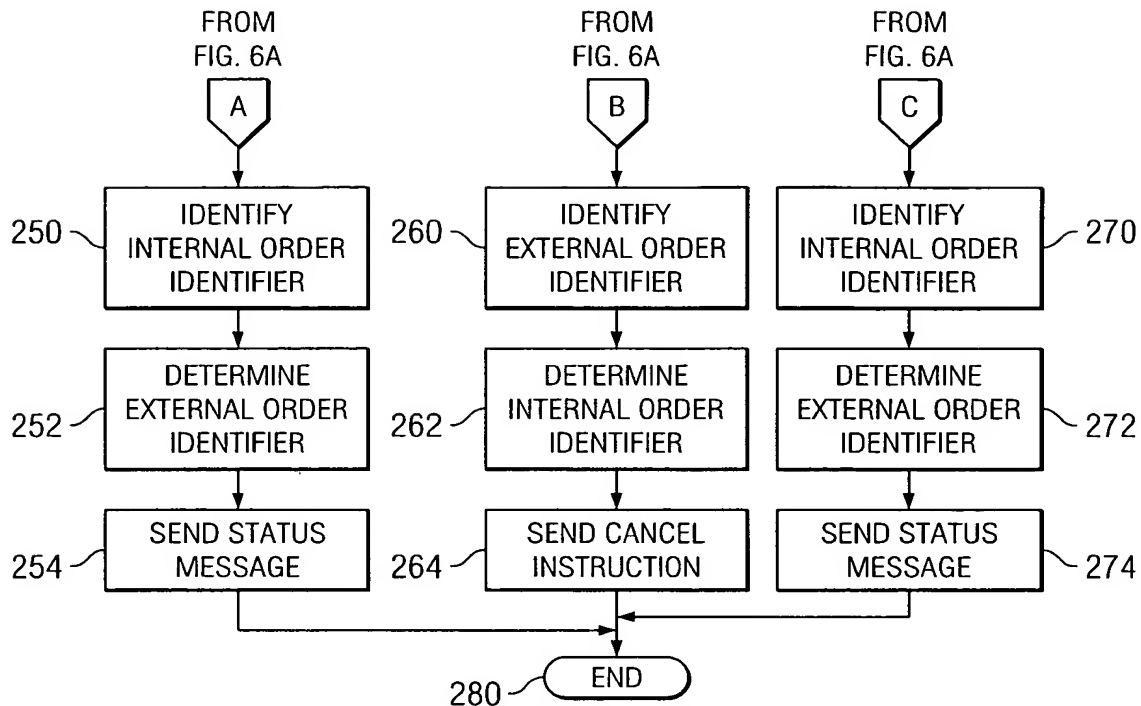 FROM
FIG. 6A
A
250
IDENTIFY
INTERNAL ORDER
IDENTIFIER
252
DETERMINE
EXTERNAL ORDER
IDENTIFIER
254
SEND STATUS
MESSAGE
FROM
FIG. 6A
B
260
IDENTIFY
EXTERNAL ORDER
IDENTIFIER
262
DETERMINE
INTERNAL ORDER
IDENTIFIER
264
SEND CANCEL
INSTRUCTION
FROM
FIG. 6A
C
IDENTIFY
INTERNAL ORDER
IDENTIFIER
270
DETERMINE
EXTERNAL ORDER
IDENTIFIER
272
SEND STATUS
MESSAGE
274
280
END